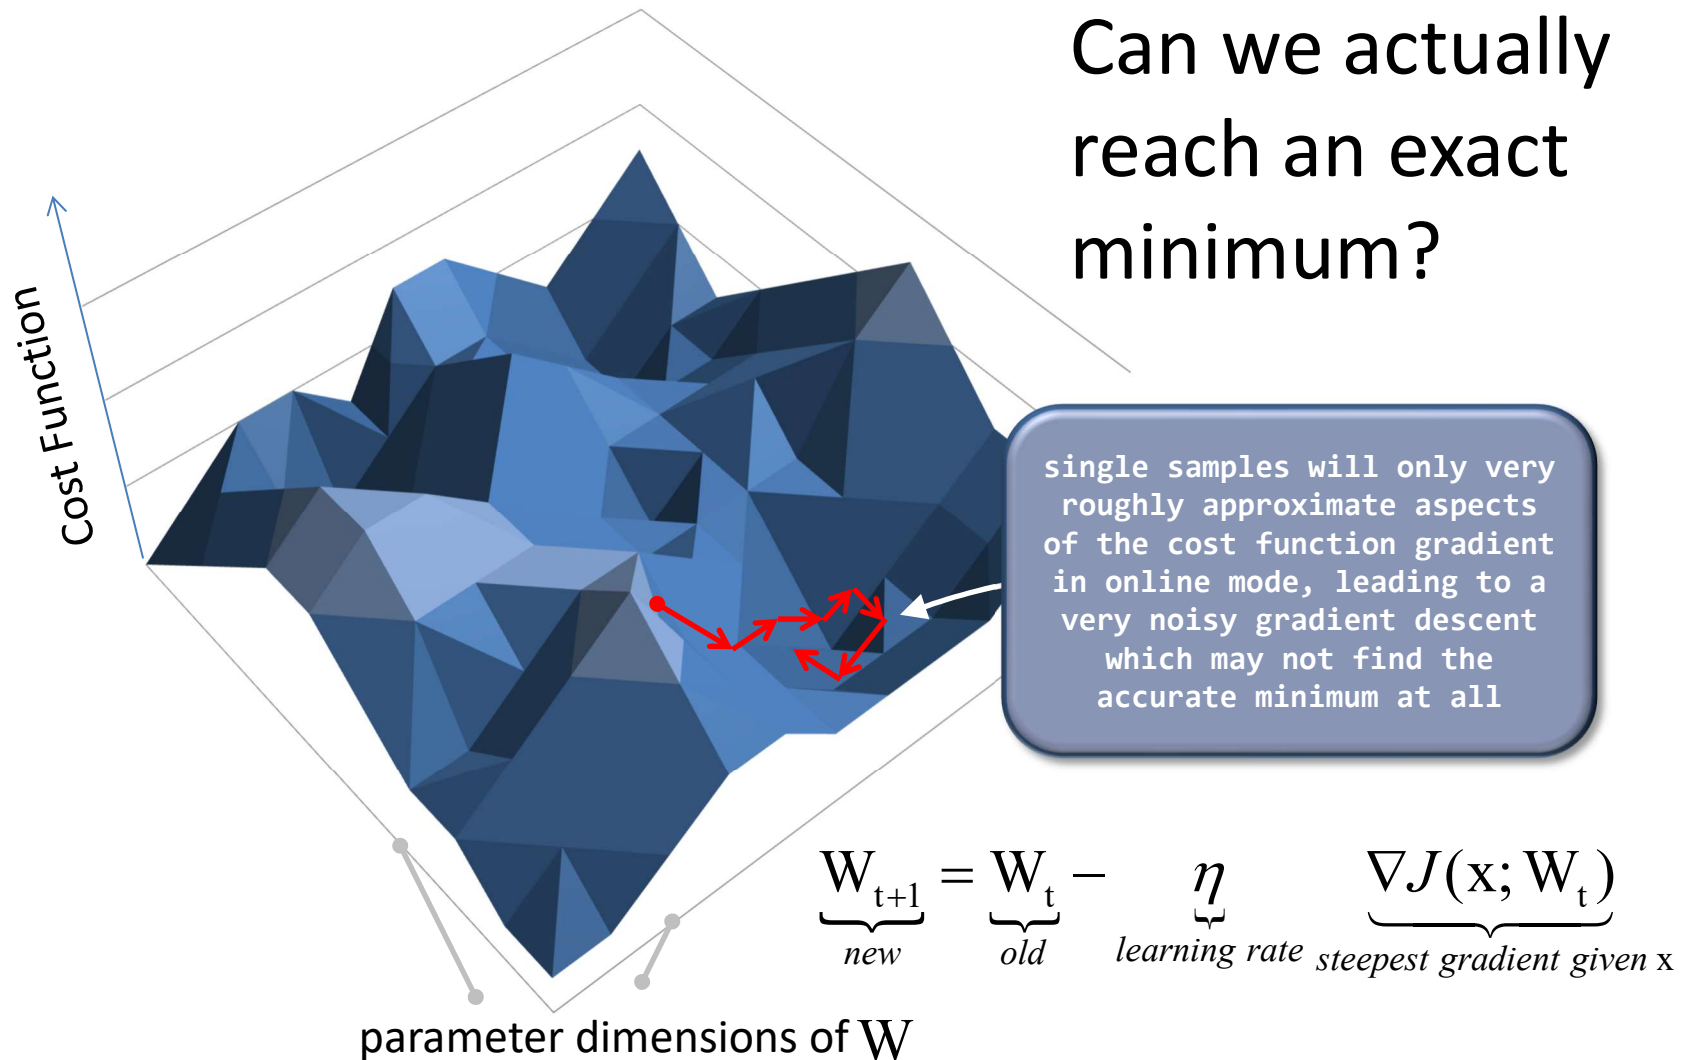 Can we actually
reach an exact
minimum?
Cost Function
single samples will only very
roughly approximate aspects
of the cost function gradient
in online mode, leading to a
very noisy gradient descent
which may not find the
accurate minimum at all
W_{t+1} = W_t − η ∇J(x; W_t)
new old learning rate steepest gradient given x
parameter dimensions of W